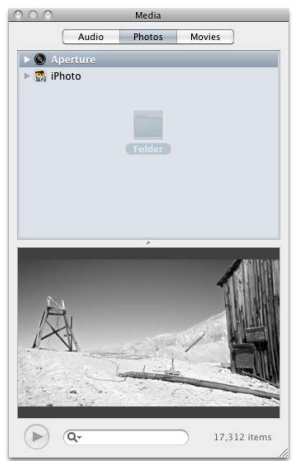 Media
Audio Photos Movies
Aperture
iPhoto
Folder
17,312 items